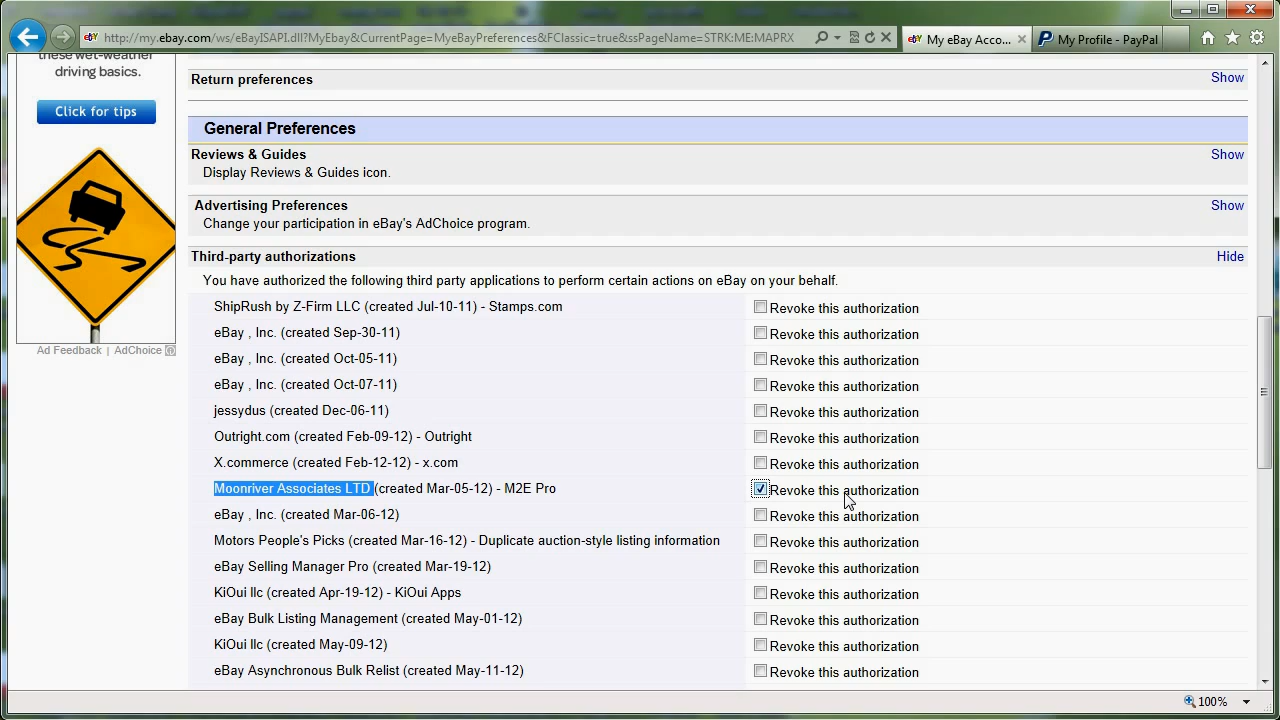 http://my.ebay.com/ws/eBayISAPI.dll?MyEbay&CurrentPage=MyeBayPreferences&FClassic=true&ssPageName=STRK:ME:MAPRX
My eBay Acco...
My Profile - PayPal
these wet-weather
driving basics.
Click for tips
Ad Feedback | AdChoice
Return preferences Show
General Preferences
Reviews & Guides Show
Display Reviews & Guides icon.
Advertising Preferences Show
Change your participation in eBay's AdChoice program.
Third-party authorizations Hide
You have authorized the following third party applications to perform certain actions on eBay on your behalf.
ShipRush by Z-Firm LLC (created Jul-10-11) - Stamps.com Revoke this authorization
eBay , Inc. (created Sep-30-11) Revoke this authorization
eBay , Inc. (created Oct-05-11) Revoke this authorization
eBay , Inc. (created Oct-07-11) Revoke this authorization
jessydus (created Dec-06-11) Revoke this authorization
Outright.com (created Feb-09-12) - Outright Revoke this authorization
X.commerce (created Feb-12-12) - x.com Revoke this authorization
Moonriver Associates LTD (created Mar-05-12) - M2E Pro Revoke this authorization
eBay , Inc. (created Mar-06-12) Revoke this authorization
Motors People's Picks (created Mar-16-12) - Duplicate auction-style listing information Revoke this authorization
eBay Selling Manager Pro (created Mar-19-12) Revoke this authorization
KiOui llc (created Apr-19-12) - KiOui Apps Revoke this authorization
eBay Bulk Listing Management (created May-01-12) Revoke this authorization
KiOui llc (created May-09-12) Revoke this authorization
eBay Asynchronous Bulk Relist (created May-11-12) Revoke this authorization
100%